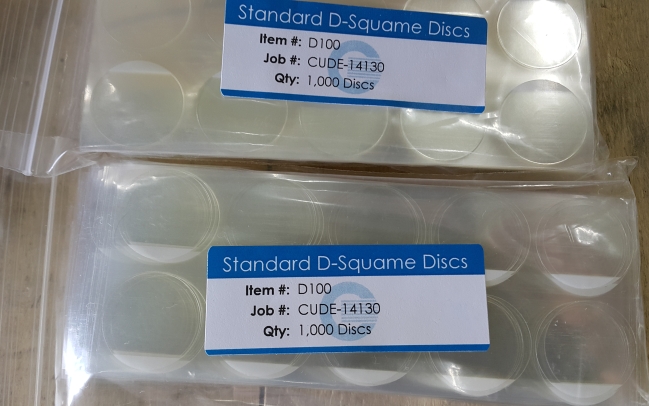 Standard D-Squame Discs
Item #: D100
Job #: CUDE-14130
Qty: 1,000 Discs
Standard D-Squame Discs
Item #: D100
Job #: CUDE-14130
Qty: 1,000 Discs